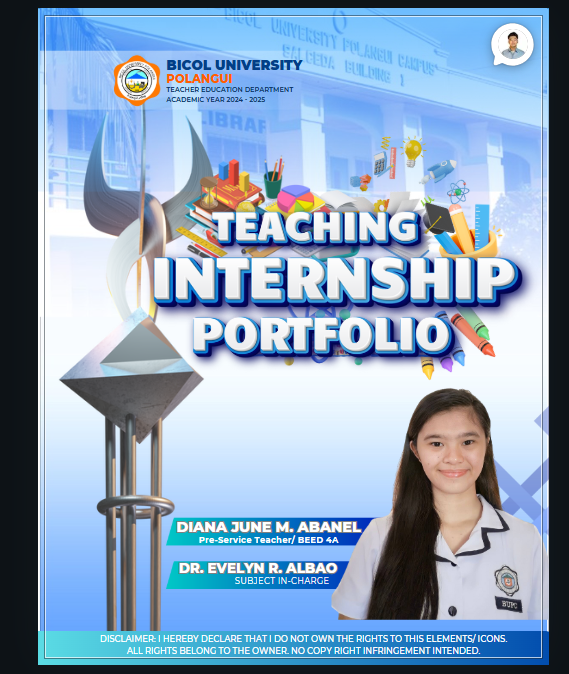 BICOL UNIVERSITY POLANGUI CAMPUS
SALCEDA BUILDING 1
BICOL UNIVERSITY
POLANGUI
TEACHER EDUCATION DEPARTMENT
ACADEMIC YEAR 2024 - 2025
LIBRAR
TEACHING
INTERNSHIP
PORTFOLIO
DIANA JUNE M. ABANEL
Pre-Service Teacher/ BEED 4A
DR. EVELYN R. ALBAO
SUBJECT IN-CHARGE
BUPC
DISCLAIMER: I HEREBY DECLARE THAT I DO NOT OWN THE RIGHTS TO THIS ELEMENTS/ ICONS.
ALL RIGHTS BELONG TO THE OWNER. NO COPY RIGHT INFRINGEMENT INTENDED.